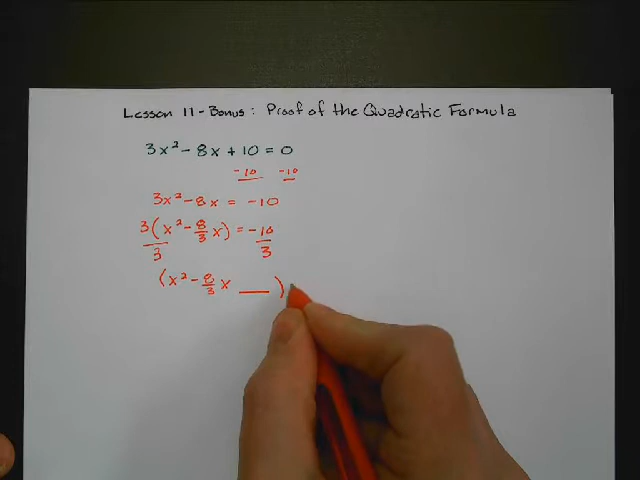 Lesson 11 - Bonus : Proof of the Quadratic Formula
3x² - 8x + 10 = 0
-10 -10
3x² - 8x = -10
3(x² - 8/3 x) = -10
3 3
(x² - 8/3 x ___ )